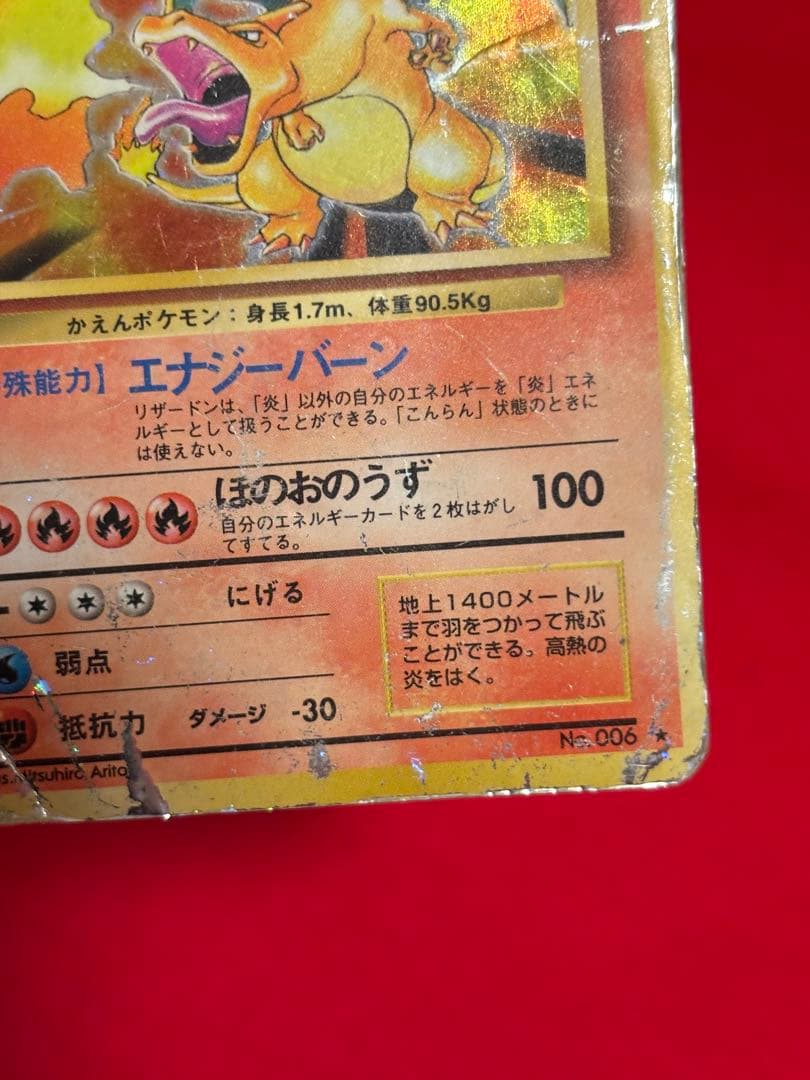 かえんポケモン：身長1.7m、体重90.5Kg
殊能力】エナジーバーン
リザードンは、「炎」以外の自分のエネルギーを「炎」エネ
ルギーとして扱うことができる。「こんらん」状態のときに
は使えない。
ほのおのうず 100
自分のエネルギーカードを2枚はがし
てすてる。
にげる
弱点
抵抗力 ダメージ -30
地上1400メートル
まで羽をつかって飛ぶ
ことができる。高熱の
炎をはく。
No.006 ★
us.Mitsuhiro Arita